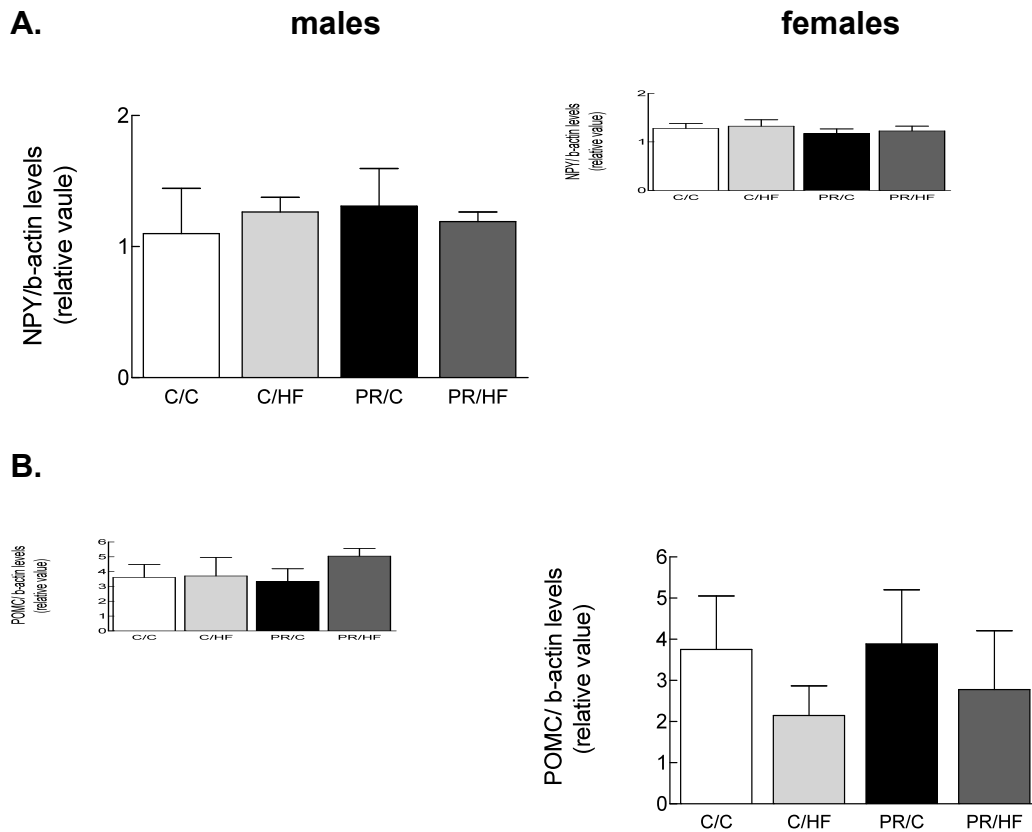 A.
males
females
NPY/b-actin levels
(relative vaule)
2
1
0
C/C C/HF PR/C PR/HF
NPY/ b-actin levels
(relative value)
2
1
0
C/C C/HF PR/C PR/HF
B.
POMC/ b-actin levels
(relative value)
6
5
4
3
2
1
0
C/C C/HF PR/C PR/HF
POMC/ b-actin levels
(relative value)
6
5
4
3
2
1
0
C/C C/HF PR/C PR/HF